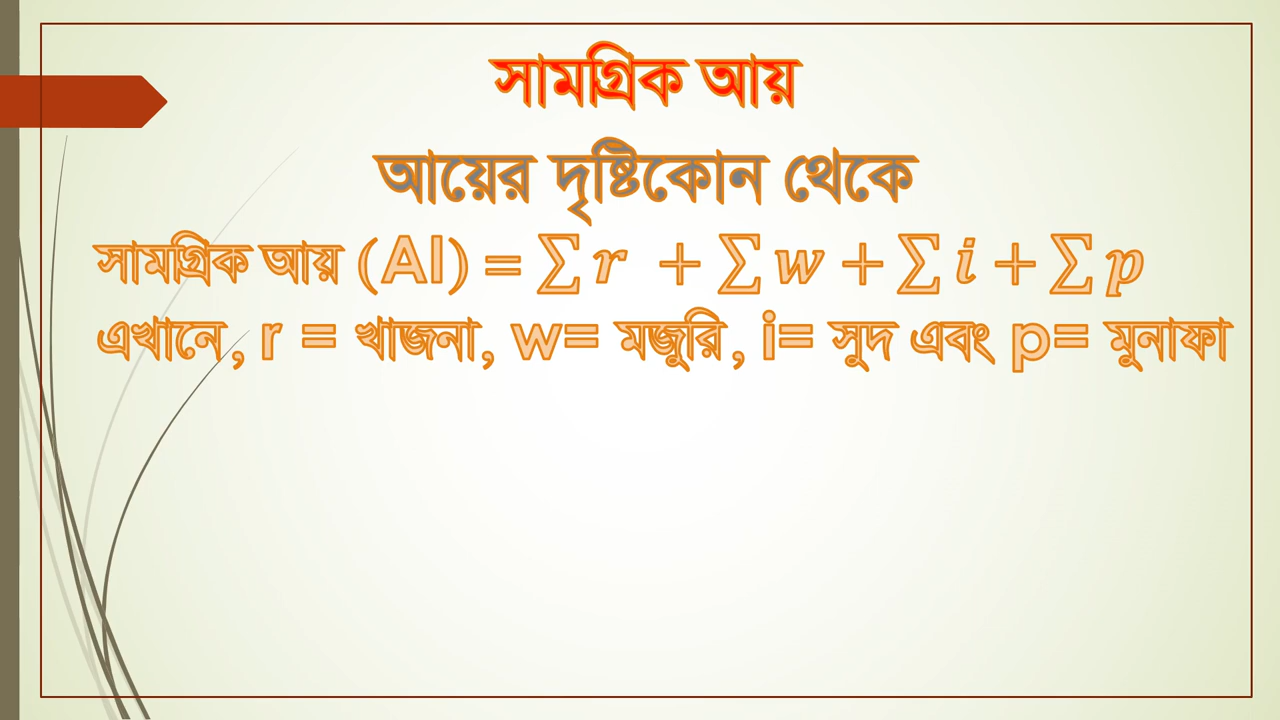 সামগ্রিক আয়
আয়ের দৃষ্টিকোন থেকে
সামগ্রিক আয় (AI) = ∑ r + ∑ w + ∑ i + ∑ p
এখানে, r = খাজনা, w= মজুরি, i= সুদ এবং p= মুনাফা